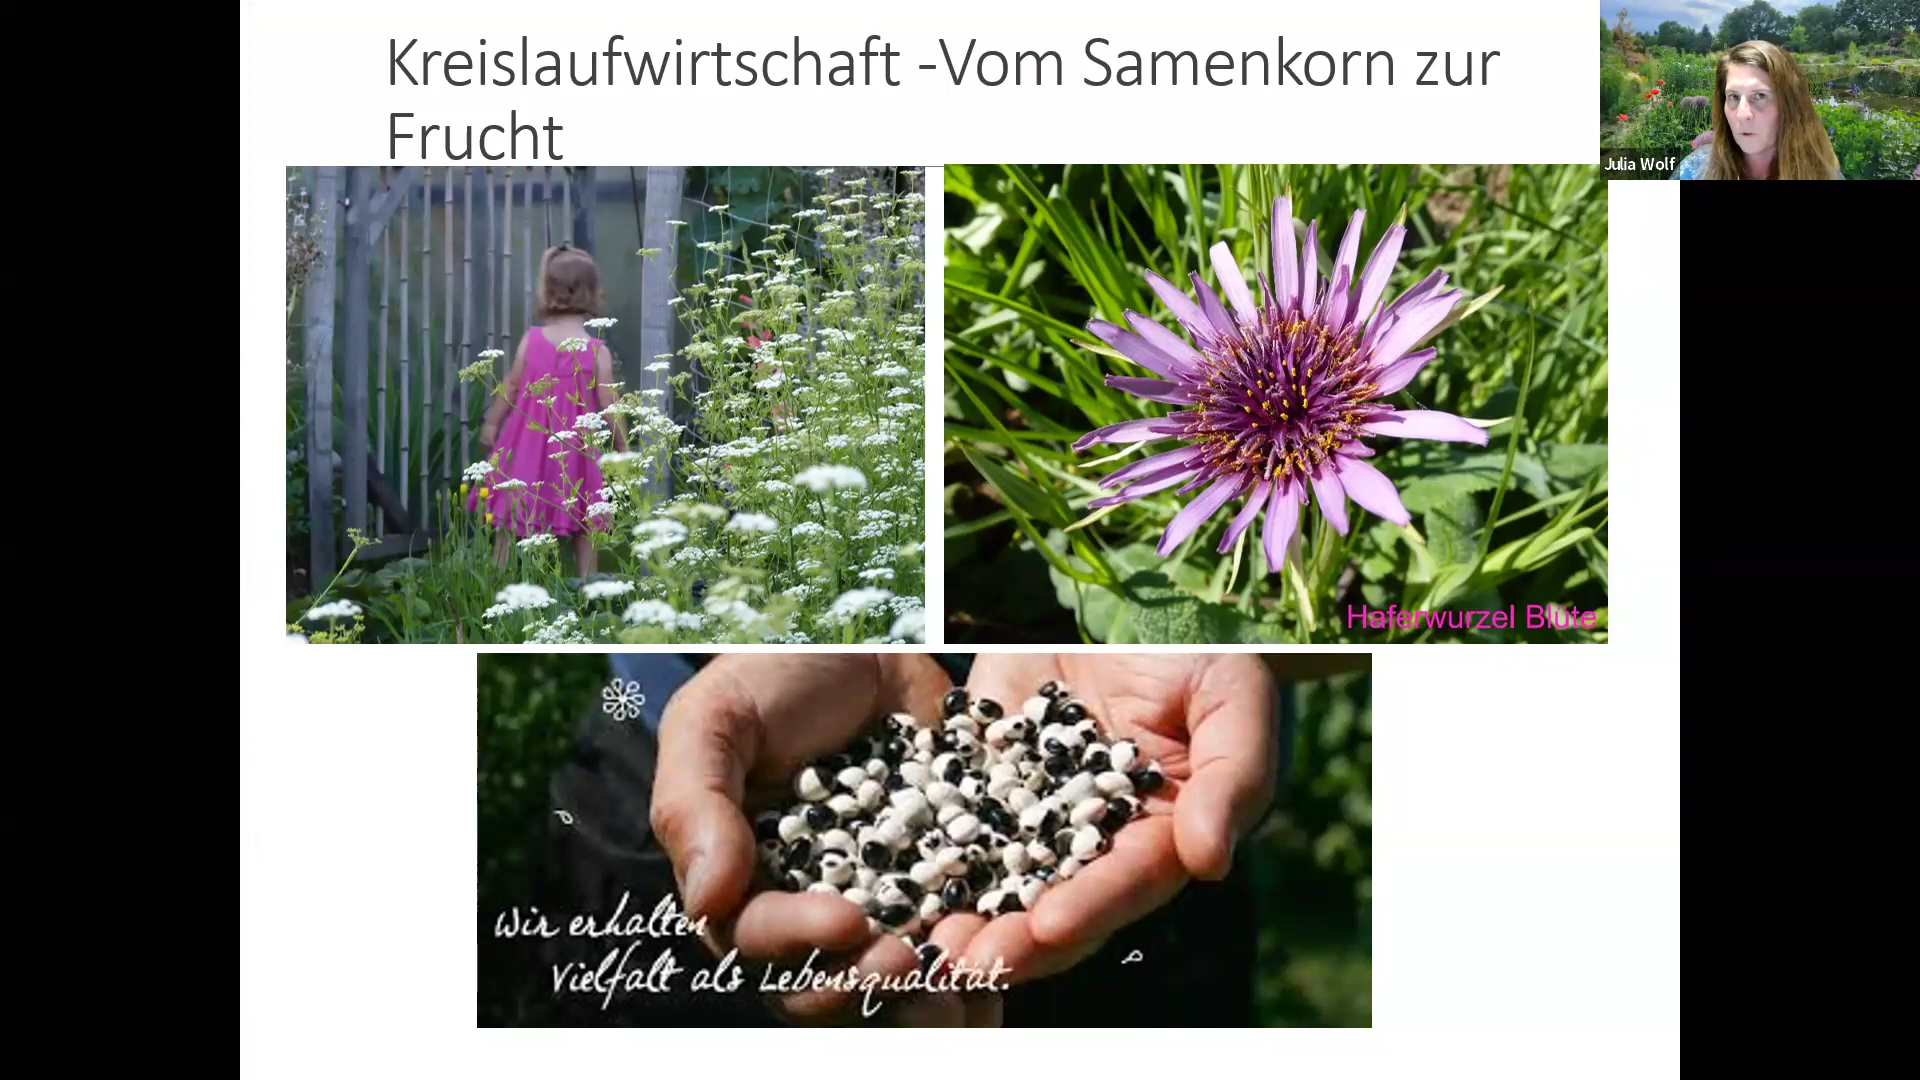 Kreislaufwirtschaft -Vom Samenkorn zur
Frucht
Julia Wolf
Haferwurzel Blüte
Wir erhalten
Vielfalt als Lebensqualität.